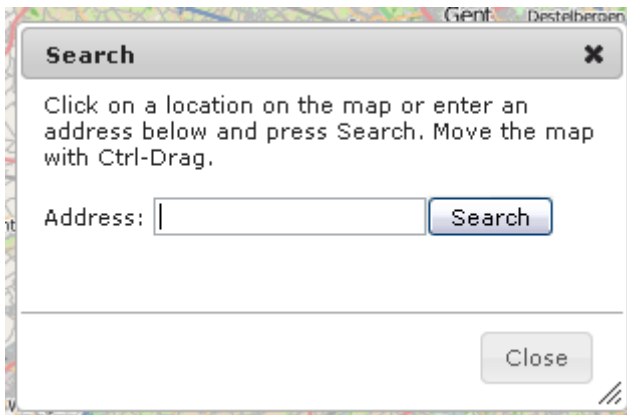 Gent Destelbergen
Search
Click on a location on the map or enter an
address below and press Search. Move the map
with Ctrl-Drag.
Address: Search
Close